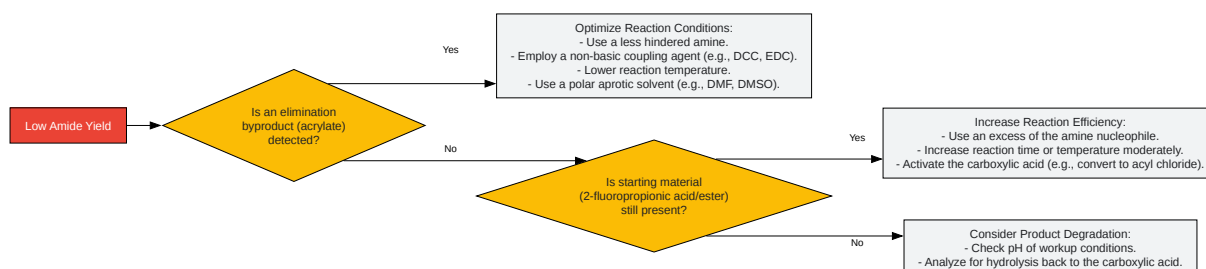 Low Amide Yield
Is an elimination
byproduct (acrylate)
detected?
Yes
Optimize Reaction Conditions:
- Use a less hindered amine.
- Employ a non-basic coupling agent (e.g., DCC, EDC).
- Lower reaction temperature.
- Use a polar aprotic solvent (e.g., DMF, DMSO).
No
Is starting material
(2-fluoropropionic acid/ester)
still present?
Yes
Increase Reaction Efficiency:
- Use an excess of the amine nucleophile.
- Increase reaction time or temperature moderately.
- Activate the carboxylic acid (e.g., convert to acyl chloride).
No
Consider Product Degradation:
- Check pH of workup conditions.
- Analyze for hydrolysis back to the carboxylic acid.